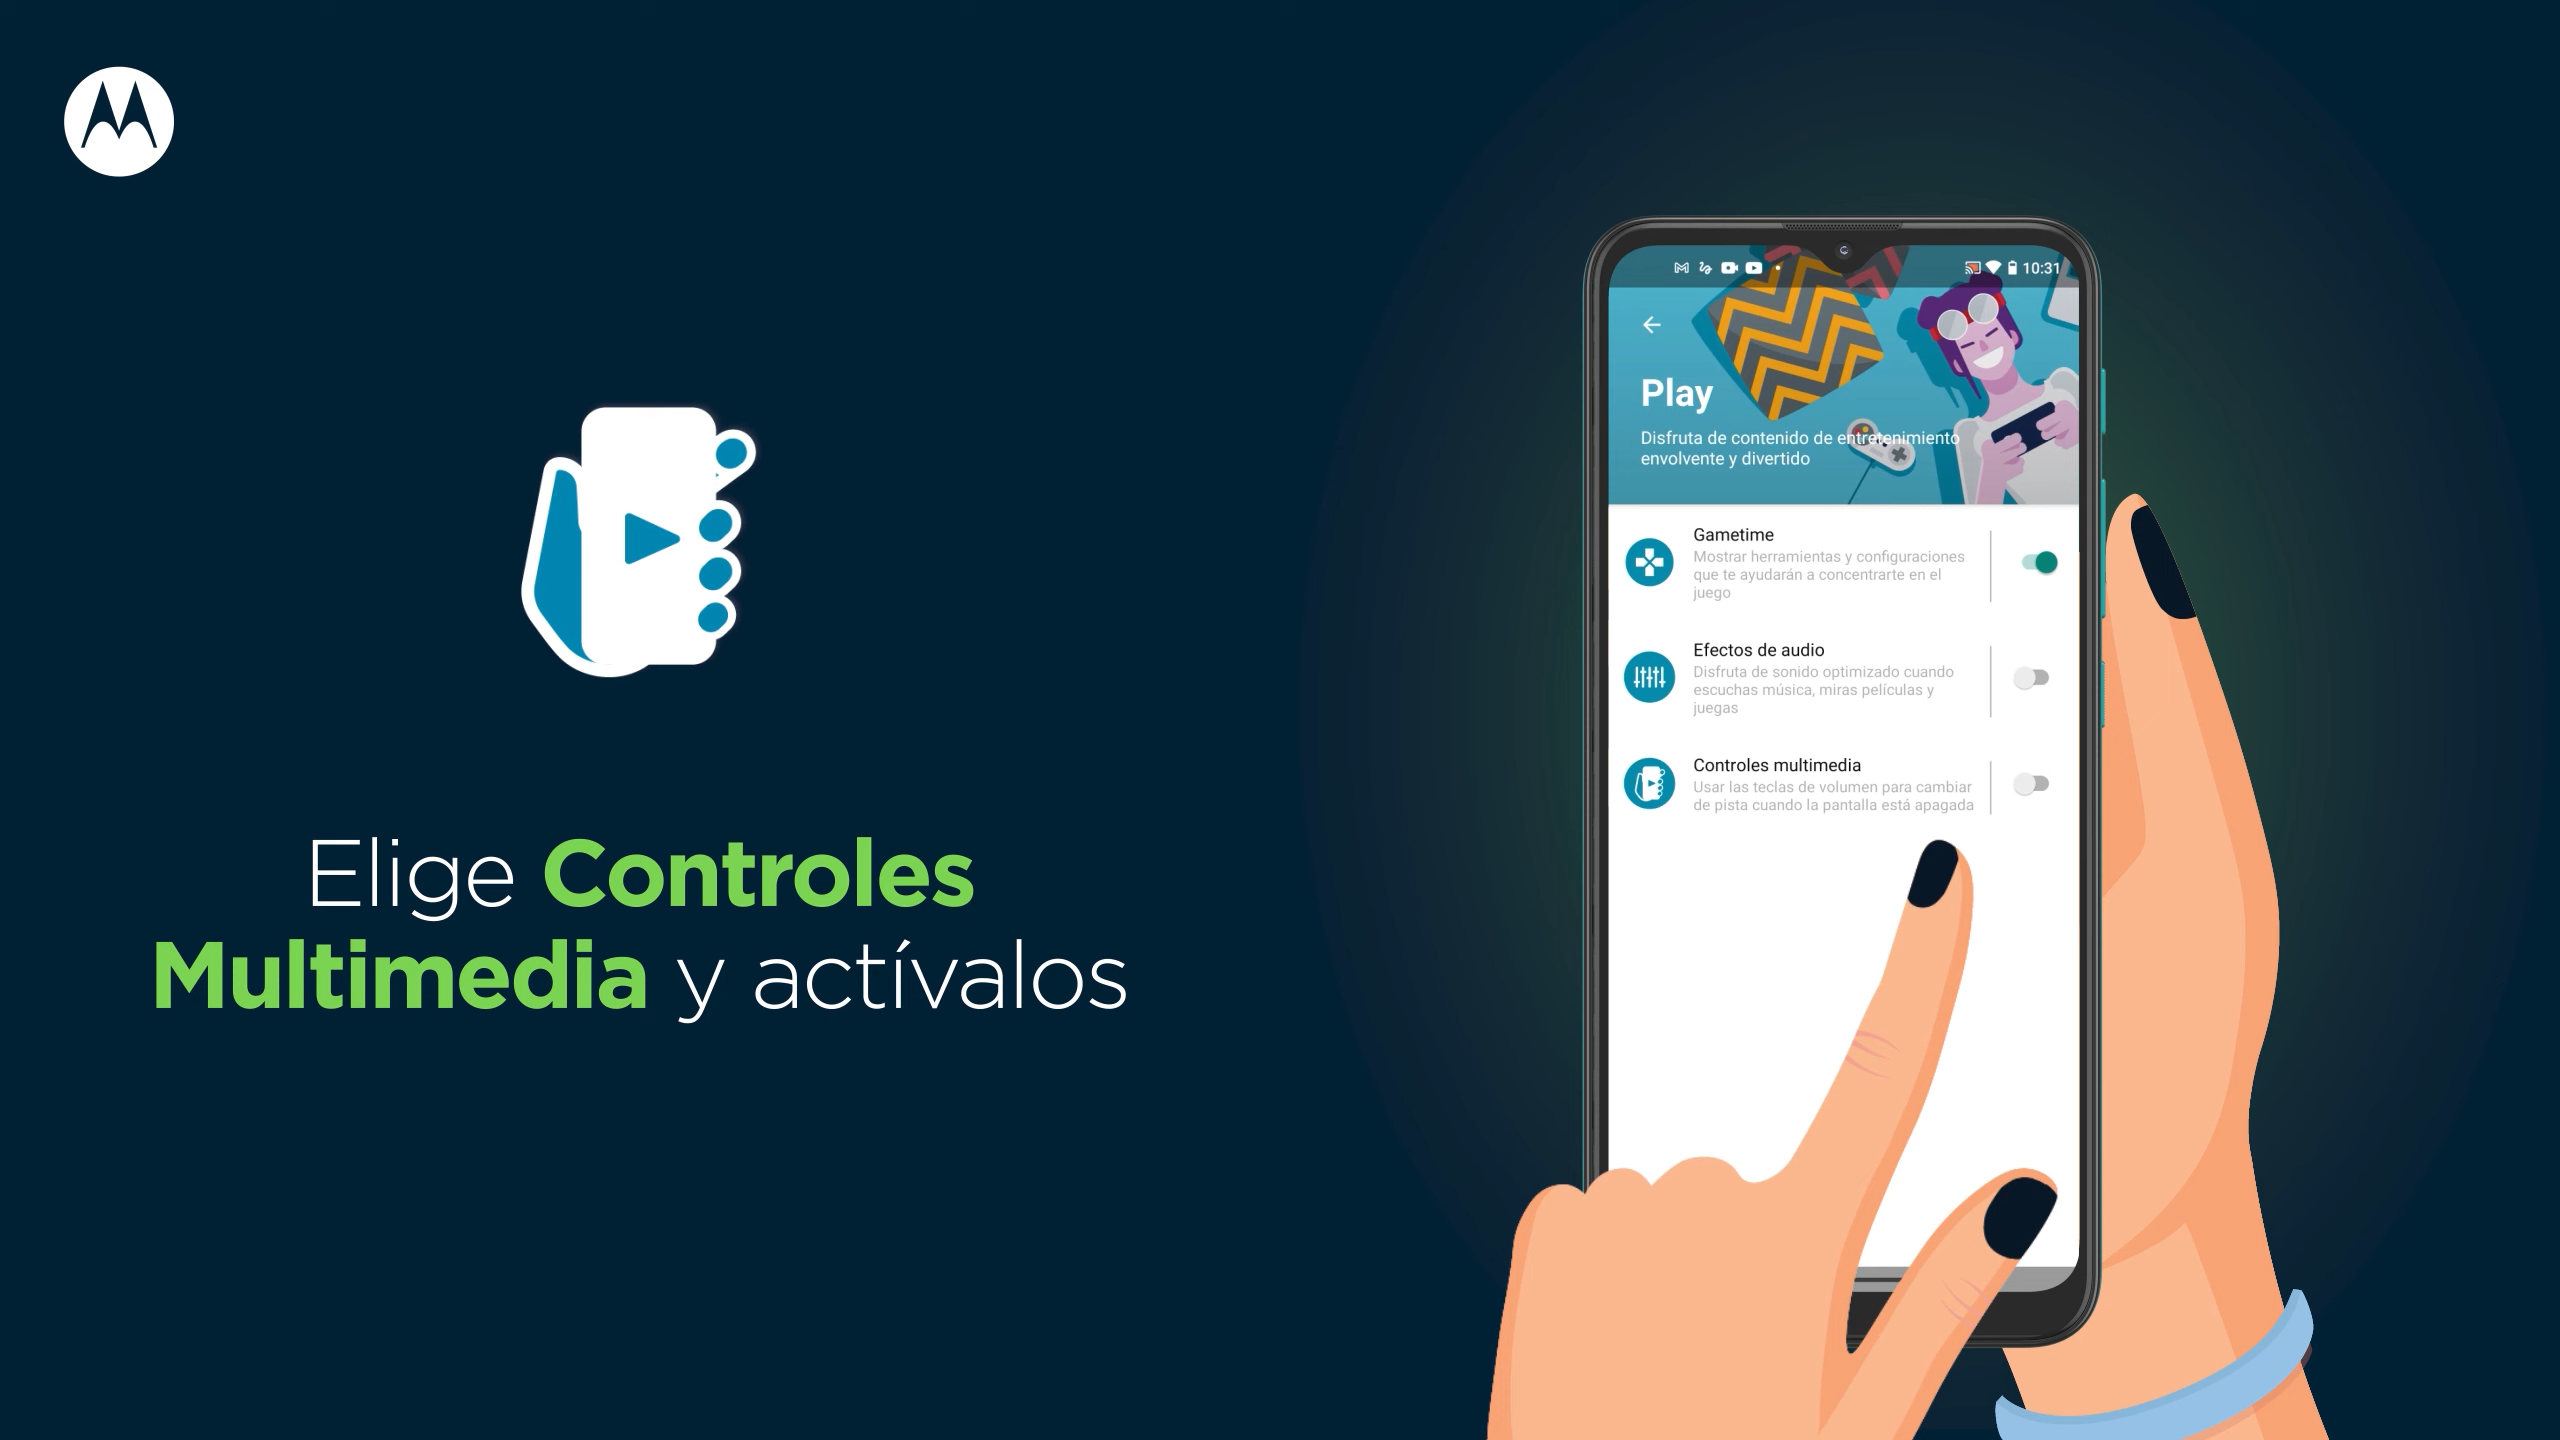 Elige Controles
Multimedia y actívalos
10:31
Play
Disfruta de contenido de entretenimiento
envolvente y divertido
Gametime
Mostrar herramientas y configuraciones
que te ayudarán a concentrarte en el
juego
Efectos de audio
Disfruta de sonido optimizado cuando
escuchas música, miras películas y
juegas
Controles multimedia
Usar las teclas de volumen para cambiar
de pista cuando la pantalla está apagada